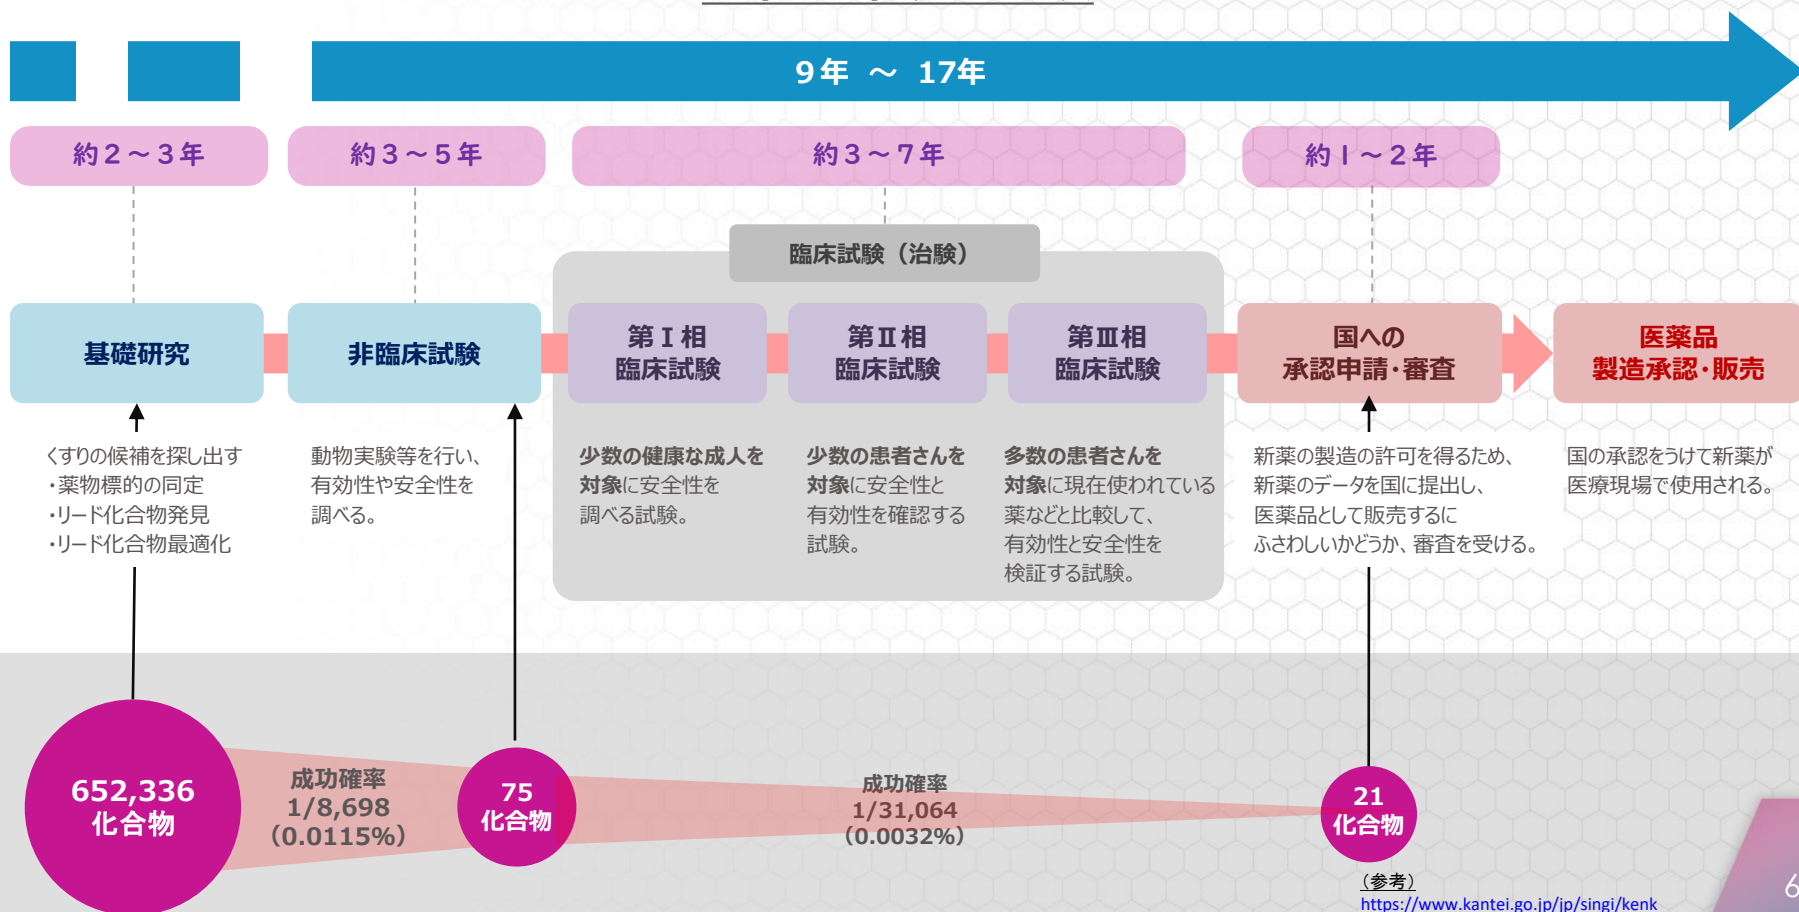 9年 ～ 17年
約２～３年
約３～５年
約３～７年
約１～２年
臨床試験（治験）
基礎研究
非臨床試験
第Ⅰ相
臨床試験
第Ⅱ相
臨床試験
第Ⅲ相
臨床試験
国への
承認申請・審査
医薬品
製造承認・販売
くすりの候補を探し出す
・薬物標的の同定
・リード化合物発見
・リード化合物最適化
動物実験等を行い、
有効性や安全性を
調べる。
少数の健康な成人を
対象に安全性を
調べる試験。
少数の患者さんを
対象に安全性と
有効性を確認する
試験。
多数の患者さんを
対象に現在使われている
薬などと比較して、
有効性と安全性を
検証する試験。
新薬の製造の許可を得るため、
新薬のデータを国に提出し、
医薬品として販売するに
ふさわしいかどうか、審査を受ける。
国の承認をうけて新薬が
医療現場で使用される。
652,336
化合物
成功確率
1/8,698
（0.0115%）
75
化合物
成功確率
1/31,064
（0.0032%）
21
化合物
（参考）
https://www.kantei.go.jp/jp/singi/kenk
6